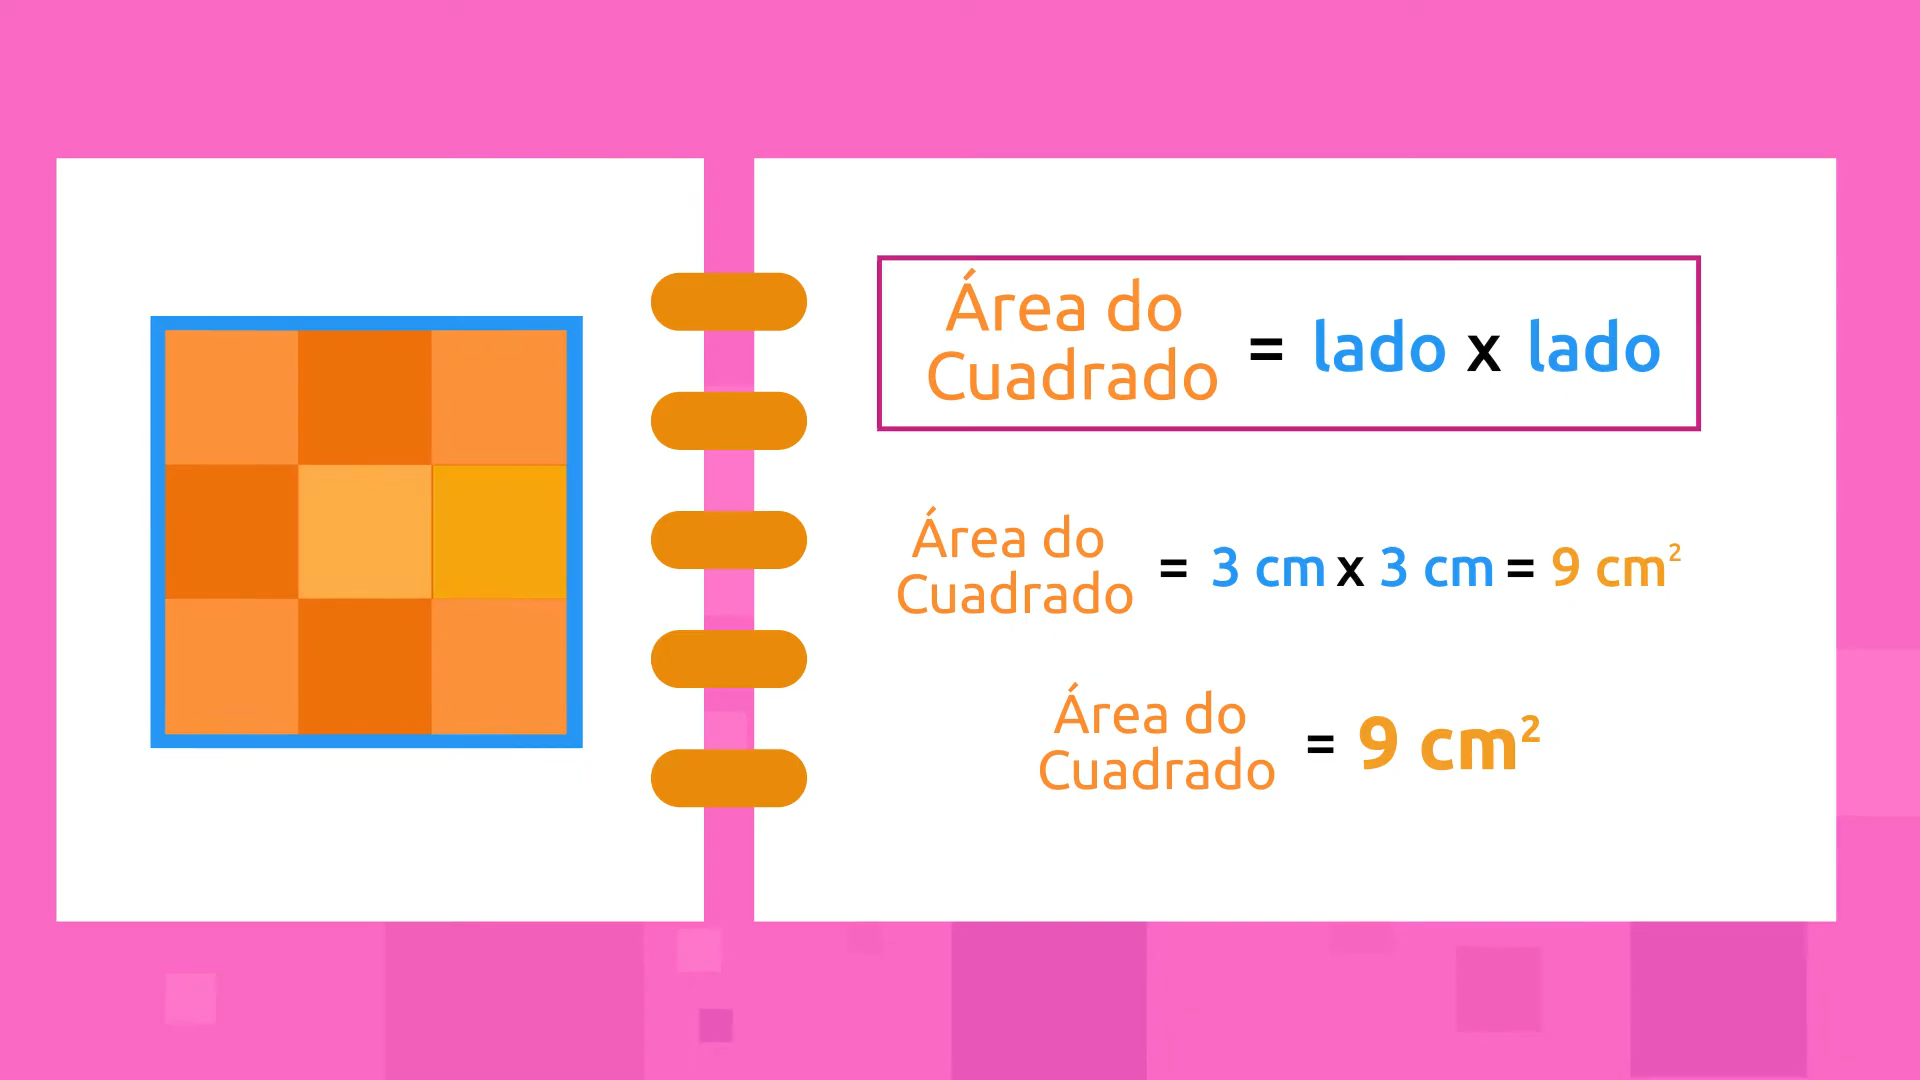 Área do
Cuadrado
= lado x lado
Área do
Cuadrado
= 3 cm x 3 cm = 9 cm²
Área do
Cuadrado
= 9 cm²